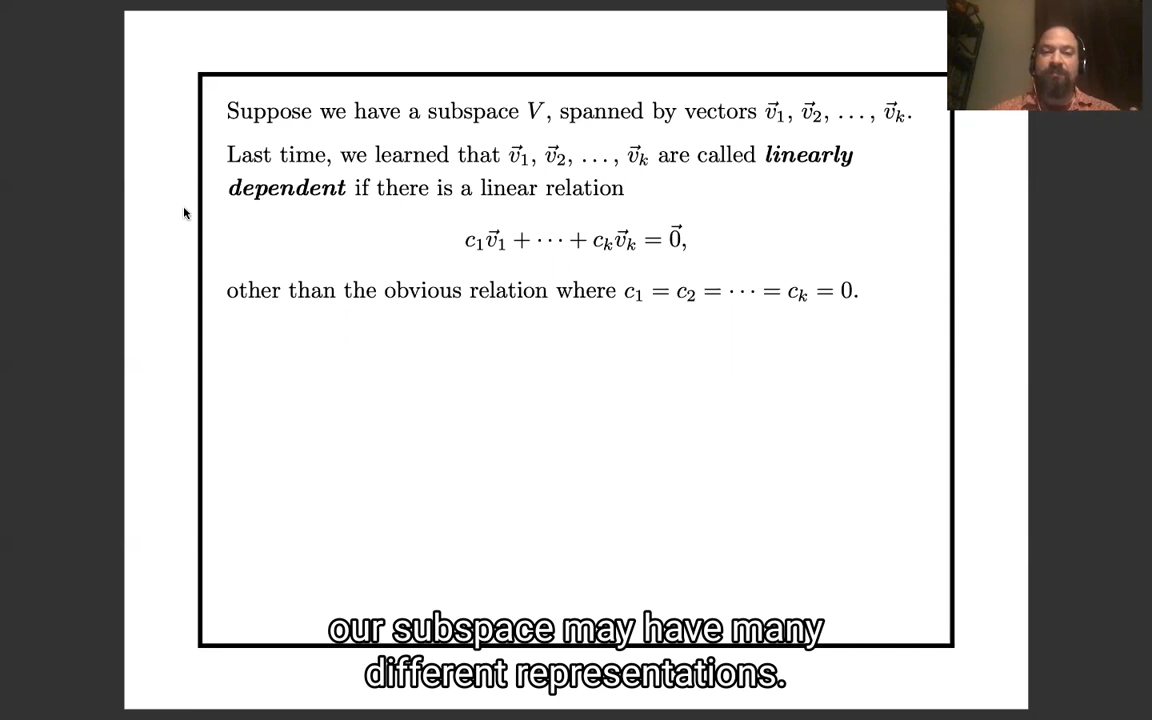 Suppose we have a subspace V, spanned by vectors v⃗₁, v⃗₂, …, v⃗ₖ.
Last time, we learned that v⃗₁, v⃗₂, …, v⃗ₖ are called linearly
dependent if there is a linear relation
c₁v⃗₁ + ⋯ + cₖv⃗ₖ = 0⃗,
other than the obvious relation where c₁ = c₂ = ⋯ = cₖ = 0.
our subspace may have many
different representations.